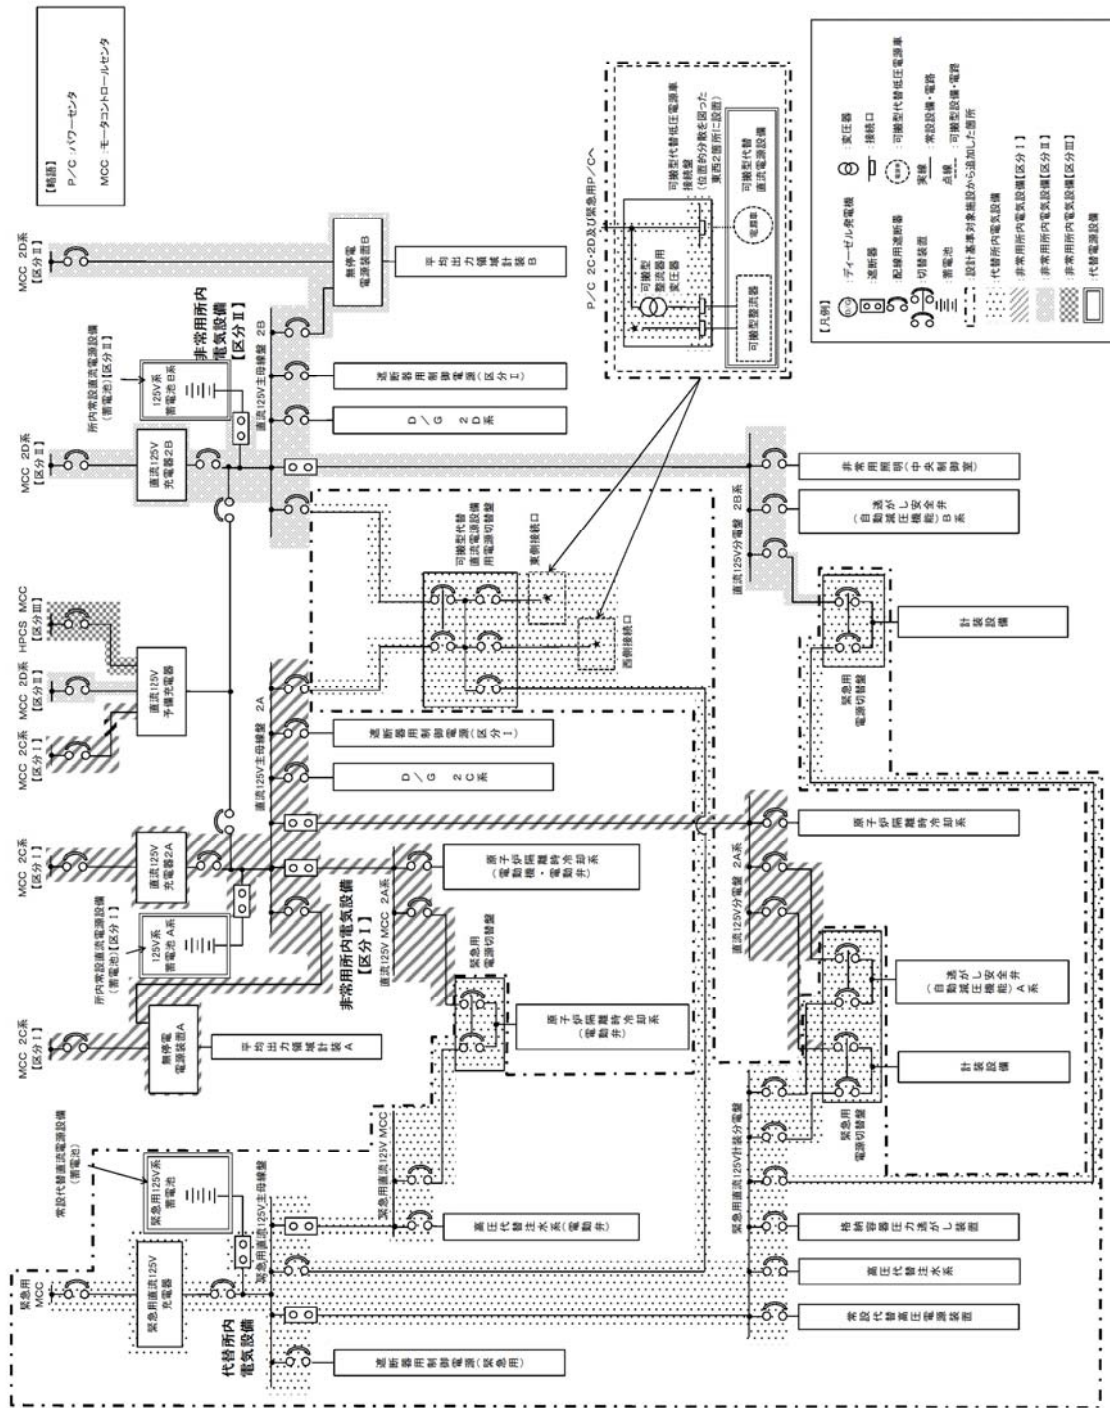 【略語】
P/C :パワーセンタ
MCC :モータコントロールセンタ
緊急用
MCC
緊急用直流125V
充電器
常設代替直流電源設備
(蓄電池)
緊急用125V系
蓄電池
代替所内
電気設備
緊急用直流125V主母線盤
遮断器用制御電源(緊急用)
緊急用直流125V MCC
高圧代替注水系(電動弁)
緊急用
電源切替盤
原子炉隔離時冷却系
(電動弁)
緊急用直流125V計装分電盤
常設代替高圧電源装置
高圧代替注水系
格納容器圧力逃がし装置
MCC 2C系
【区分Ⅰ】
無停電
電源装置A
平均出力領域計装A
所内常設直流電源設備
(蓄電池)【区分Ⅰ】
125V系
蓄電池A系
MCC 2C系
【区分Ⅰ】
直流125V
充電器2A
非常用所内電気設備
【区分Ⅰ】
直流125V MCC 2A系
原子炉隔離時冷却系
(電動機・電動弁)
直流125V主母線盤 2A
D/G 2C系
遮断器用制御電源(区分Ⅰ)
MCC 2C系
【区分Ⅰ】
MCC 2D系
【区分Ⅱ】
HPCS MCC
【区分Ⅲ】
直流125V
予備充電器
可搬型代替
直流電源設備
用電源切替盤
西側接続口
東側接続口
緊急用
電源切替盤
計装設備
逃がし安全弁
(自動減圧機能)A系
直流125V分電盤 2A系
原子炉隔離時冷却系
MCC 2D系
【区分Ⅱ】
直流125V
充電器2B
所内常設直流電源設備
(蓄電池)【区分Ⅱ】
125V系
蓄電池B系
非常用所内
電気設備
【区分Ⅱ】
直流125V主母線盤 2B
D/G 2D系
遮断器用制御電源(区分Ⅱ)
MCC 2D系
【区分Ⅱ】
無停電
電源装置B
平均出力領域計装B
緊急用
電源切替盤
計装設備
直流125V分電盤 2B系
逃がし安全弁
(自動減圧機能)B系
非常用照明(中央制御室)
P/C 2C・2D及び緊急用P/Cへ
可搬型
整流器用
変圧器
可搬型代替低圧電源車
接続盤
(位置的分散を図った
東西2箇所に設置)
可搬型整流器
電源車
可搬型代替
直流電源設備
【凡例】
D/G
:ディーゼル発電機
:遮断器
:配線用遮断器
:切替装置
:蓄電池
:変圧器
:接続口
電源車
:可搬型代替低圧電源車
実線 :常設設備・電路
点線 :可搬型設備・電路
:設計基準対象施設から追加した箇所
:代替所内電気設備
:非常用所内電気設備【区分Ⅰ】
:非常用所内電気設備【区分Ⅱ】
:非常用所内電気設備【区分Ⅲ】
:代替電源設備